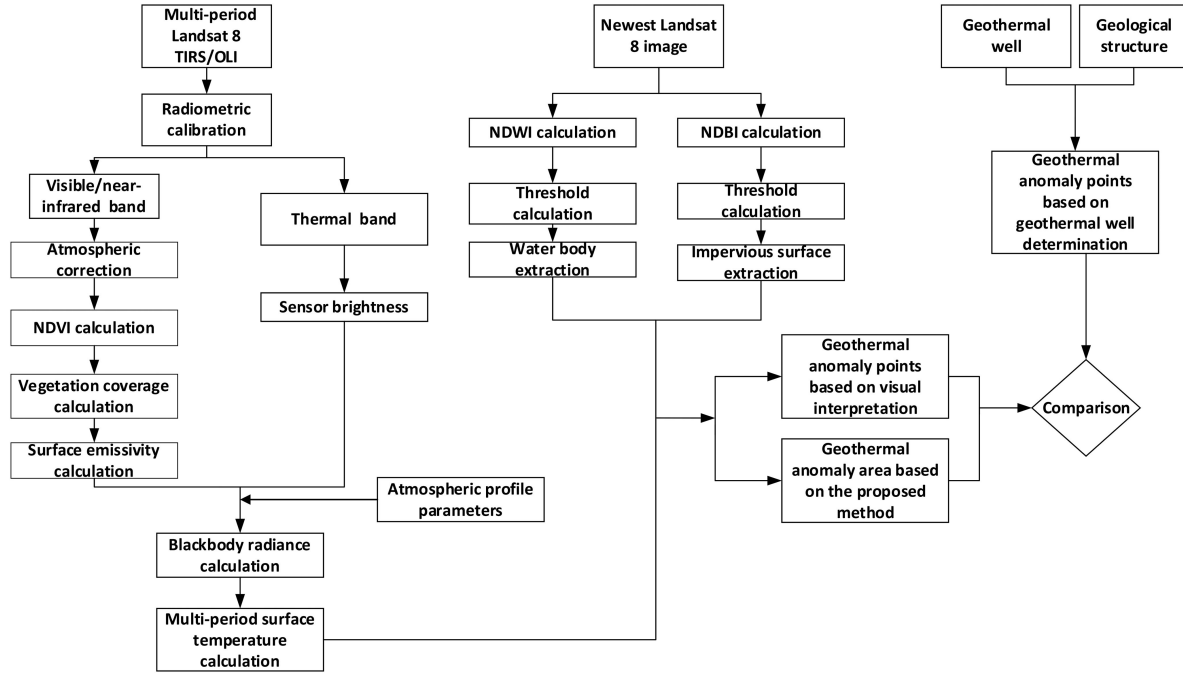 Multi-period
Landsat 8
TIRS/OLI
Radiometric
calibration
Visible/near-
infrared band
Atmospheric
correction
NDVI calculation
Vegetation coverage
calculation
Surface emissivity
calculation
Thermal band
Sensor brightness
Atmospheric profile
parameters
Blackbody radiance
calculation
Multi-period surface
temperature
calculation
Newest Landsat
8 image
NDWI calculation
Threshold
calculation
Water body
extraction
NDBI calculation
Threshold
calculation
Impervious surface
extraction
Geothermal
anomaly points
based on visual
interpretation
Geothermal
anomaly area based
on the proposed
method
Geothermal
well
Geological
structure
Geothermal
anomaly points
based on
geothermal well
determination
Comparison